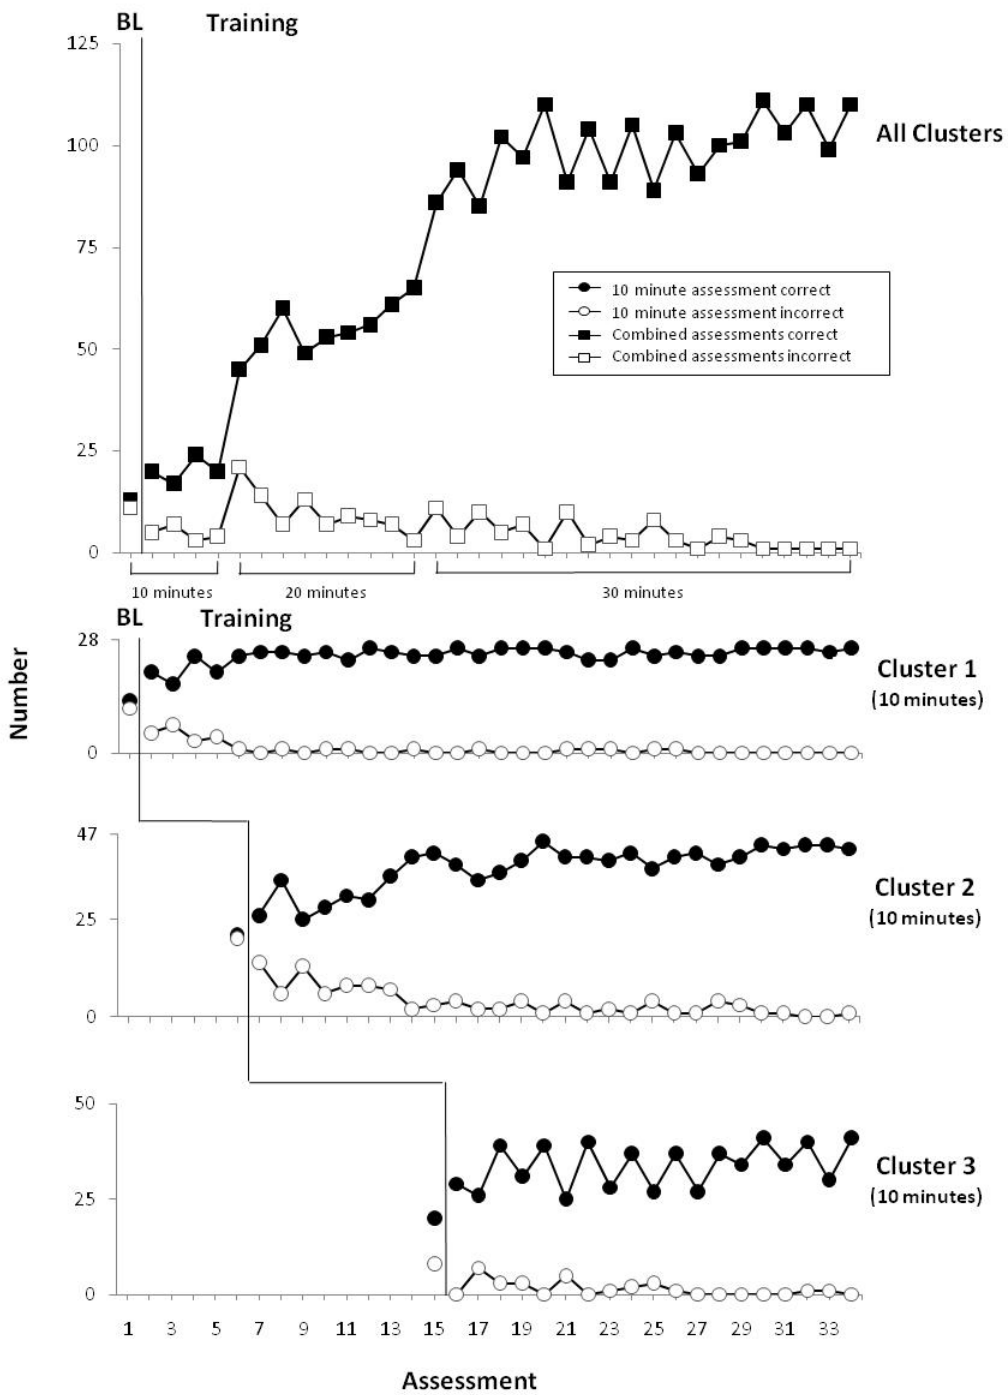 BL Training
125
100
75
50
25
0
All Clusters
10 minute assessment correct
10 minute assessment incorrect
Combined assessments correct
Combined assessments incorrect
10 minutes 20 minutes 30 minutes
BL Training
28
0
Cluster 1
(10 minutes)
Number
47
25
0
Cluster 2
(10 minutes)
50
25
0
Cluster 3
(10 minutes)
1 3 5 7 9 11 13 15 17 19 21 23 25 27 29 31 33
Assessment